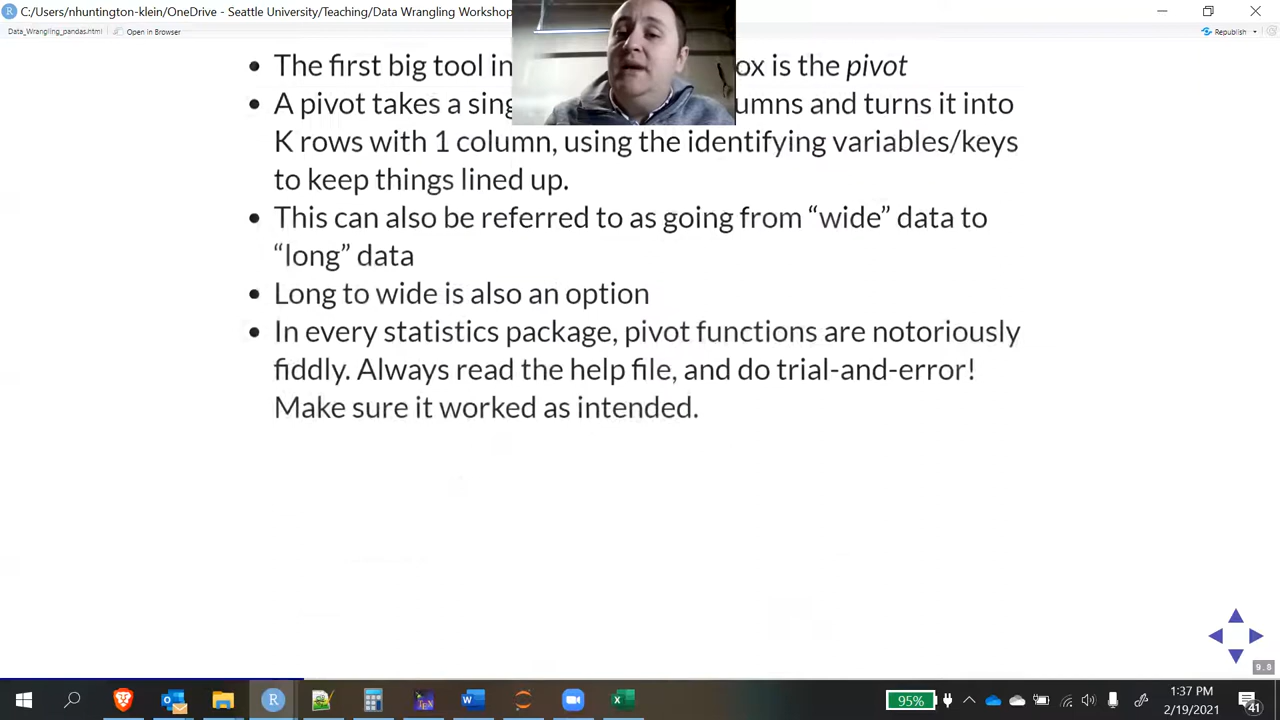 C:/Users/nhuntington-klein/OneDrive - Seattle University/Teaching/Data Wrangling Workshop
Data_Wrangling_pandas.html Open in Browser Republish
The first big tool in ox is the pivot
A pivot takes a sing umns and turns it into
K rows with 1 column, using the identifying variables/keys
to keep things lined up.
This can also be referred to as going from “wide” data to
“long” data
Long to wide is also an option
In every statistics package, pivot functions are notoriously
fiddly. Always read the help file, and do trial-and-error!
Make sure it worked as intended.
9.8
95%
1:37 PM
2/19/2021
41